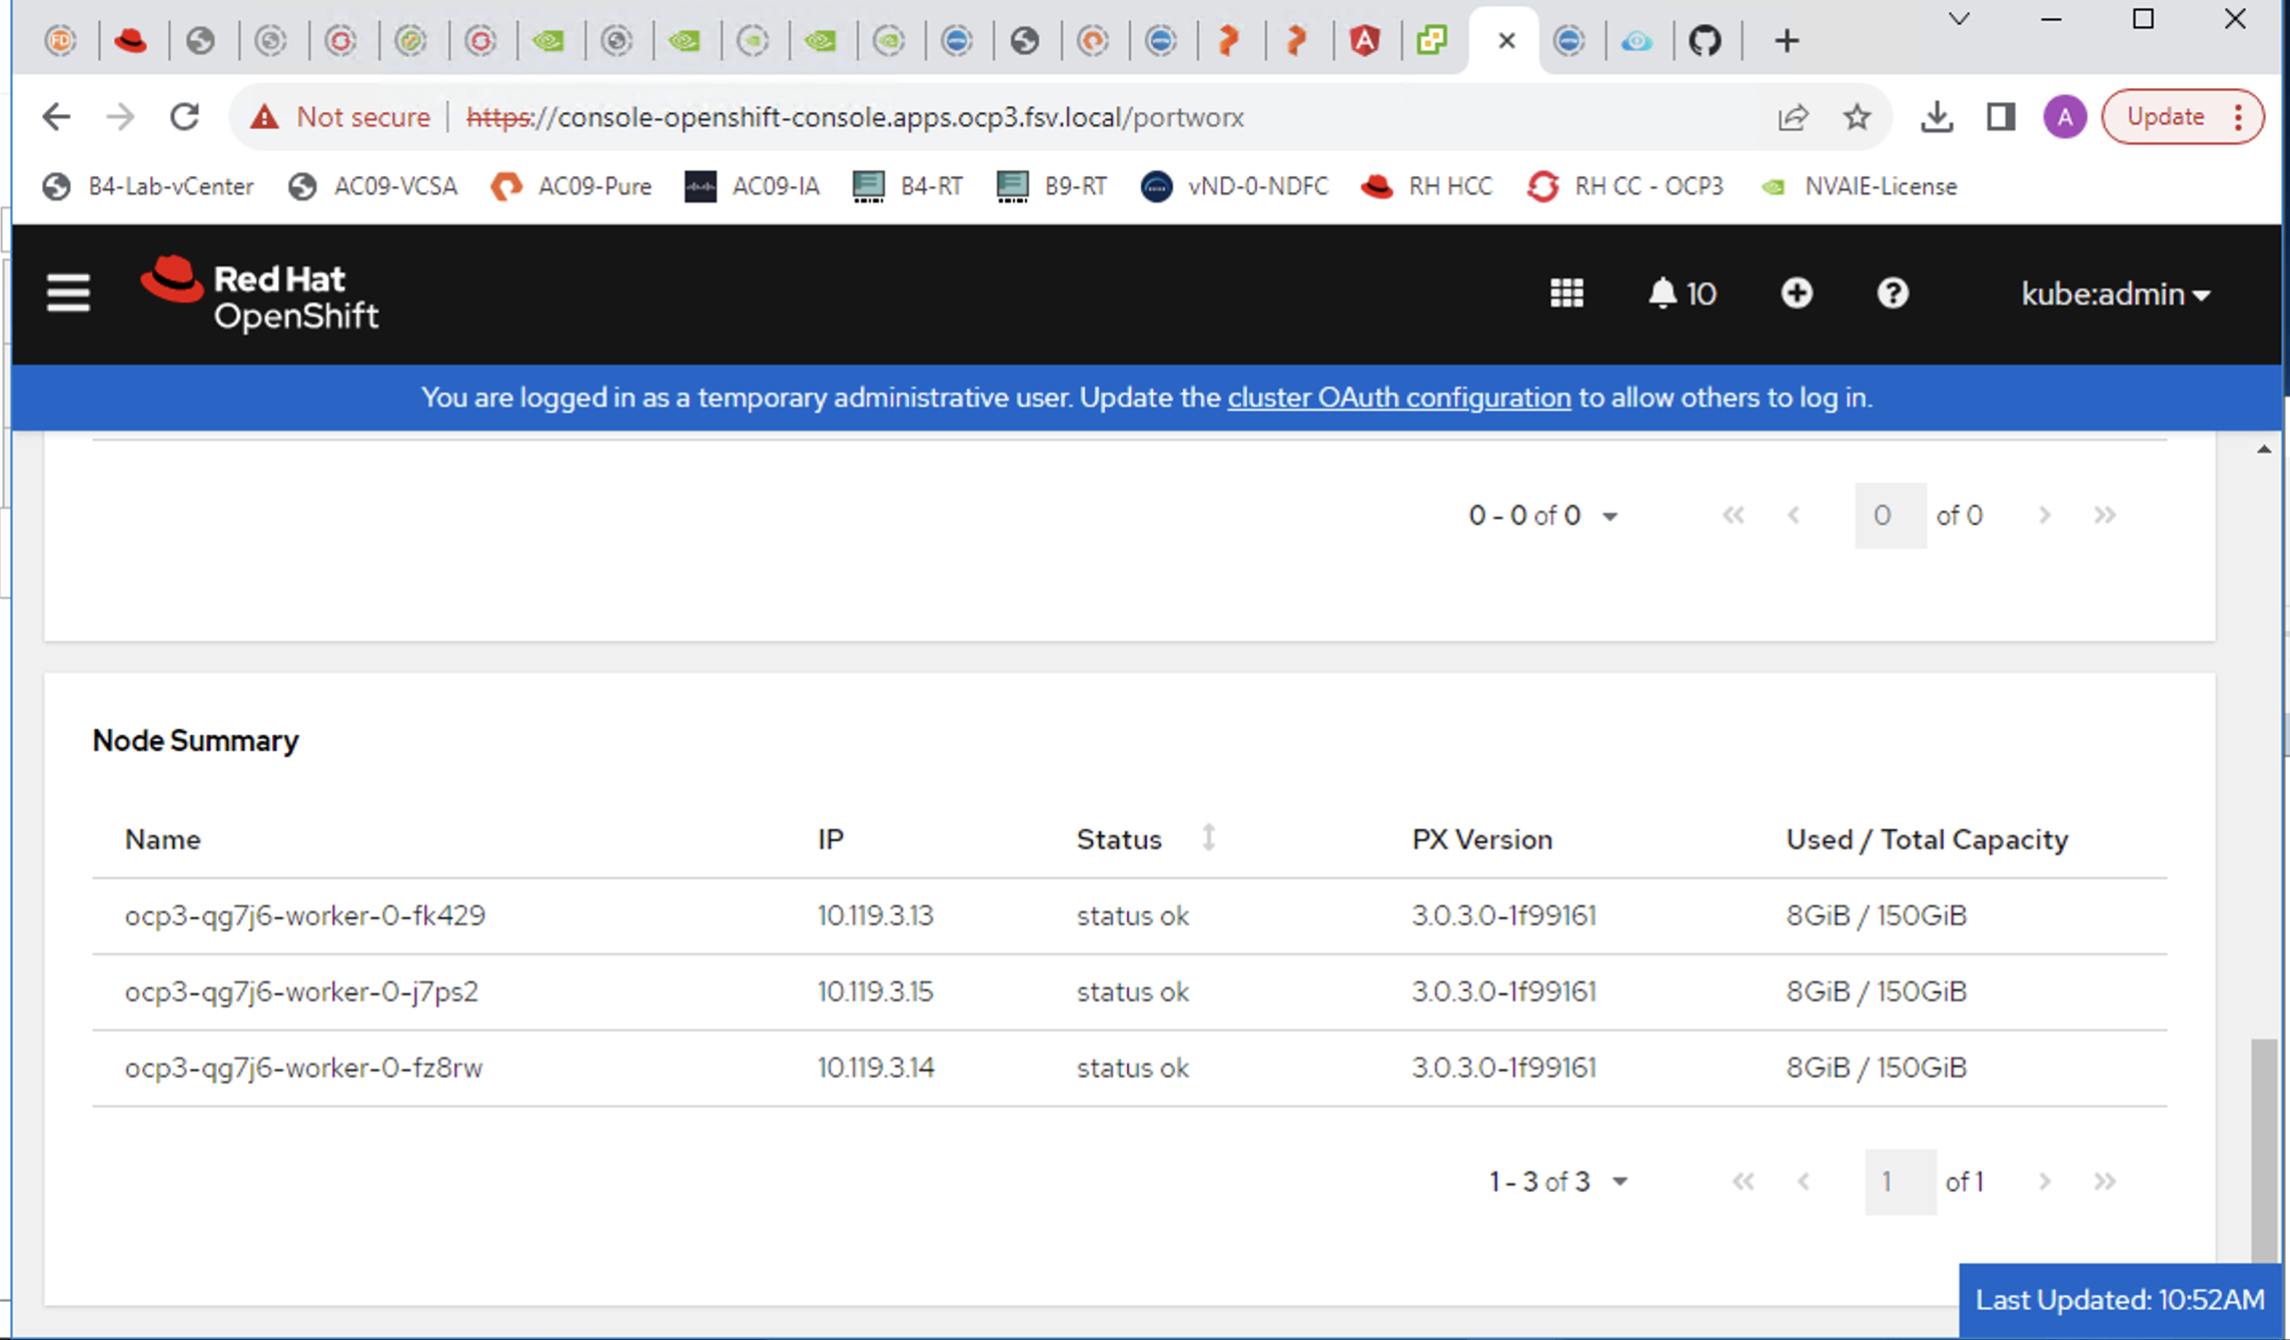 Not secure | https://console-openshift-console.apps.ocp3.fsv.local/portworx
A
Update
B4-Lab-vCenter AC09-VCSA AC09-Pure AC09-IA B4-RT B9-RT vND-0-NDFC RH HCC RH CC - OCP3 NVAIE-License
Red Hat
OpenShift
10
kube:admin
You are logged in as a temporary administrative user. Update the cluster OAuth configuration to allow others to log in.
0 - 0 of 0 0 of 0
Node Summary
Name IP Status PX Version Used / Total Capacity
ocp3-qg7j6-worker-0-fk429 10.119.3.13 status ok 3.0.3.0-1f99161 8GiB / 150GiB
ocp3-qg7j6-worker-0-j7ps2 10.119.3.15 status ok 3.0.3.0-1f99161 8GiB / 150GiB
ocp3-qg7j6-worker-0-fz8rw 10.119.3.14 status ok 3.0.3.0-1f99161 8GiB / 150GiB
1 - 3 of 3 1 of 1
Last Updated: 10:52AM